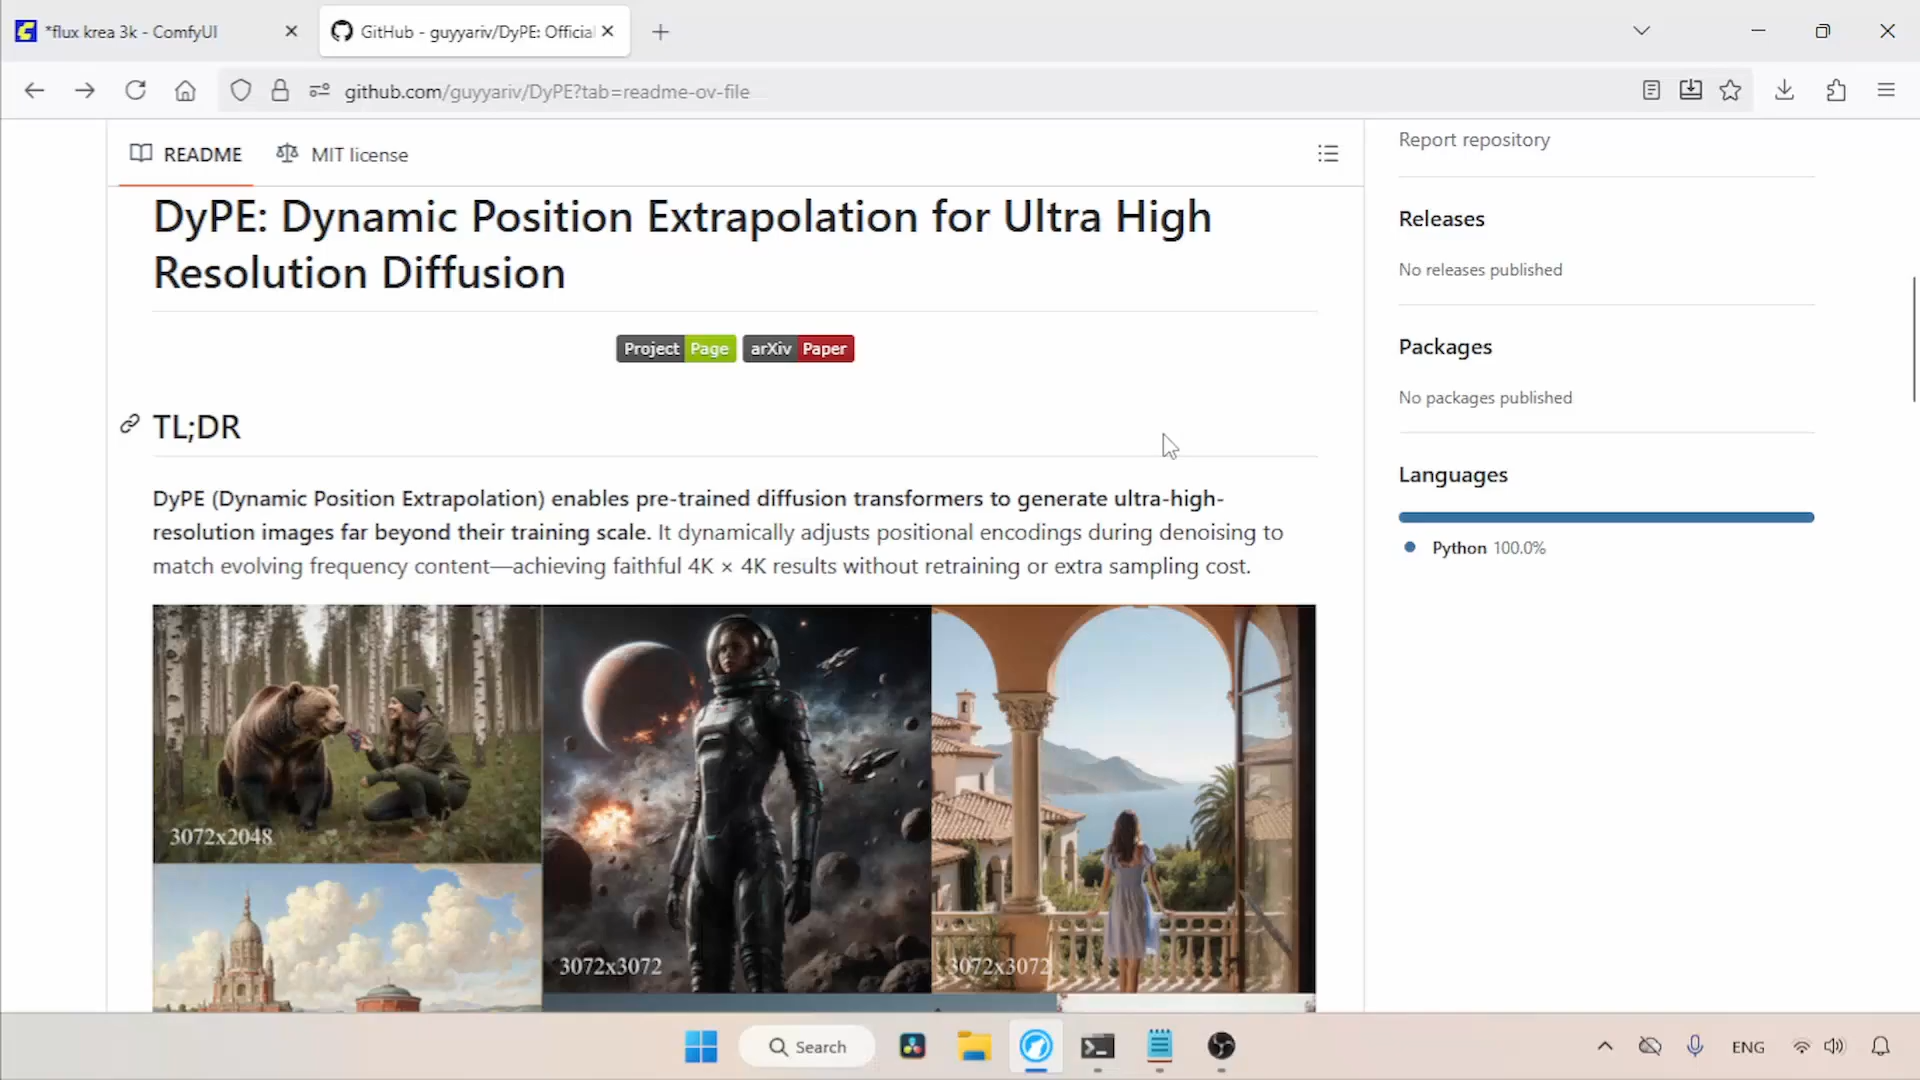 *flux krea 3k - ComfyUI
GitHub - guyyariv/DyPE: Official
github.com/guyyariv/DyPE?tab=readme-ov-file
README
MIT license
Report repository
DyPE: Dynamic Position Extrapolation for Ultra High
Resolution Diffusion
Releases
No releases published
Project Page
arXiv Paper
Packages
No packages published
TL;DR
Languages
Python 100.0%
DyPE (Dynamic Position Extrapolation) enables pre-trained diffusion transformers to generate ultra-high-
resolution images far beyond their training scale. It dynamically adjusts positional encodings during denoising to
match evolving frequency content—achieving faithful 4K × 4K results without retraining or extra sampling cost.
3072x2048
3072x3072
3072x3072
Search
ENG